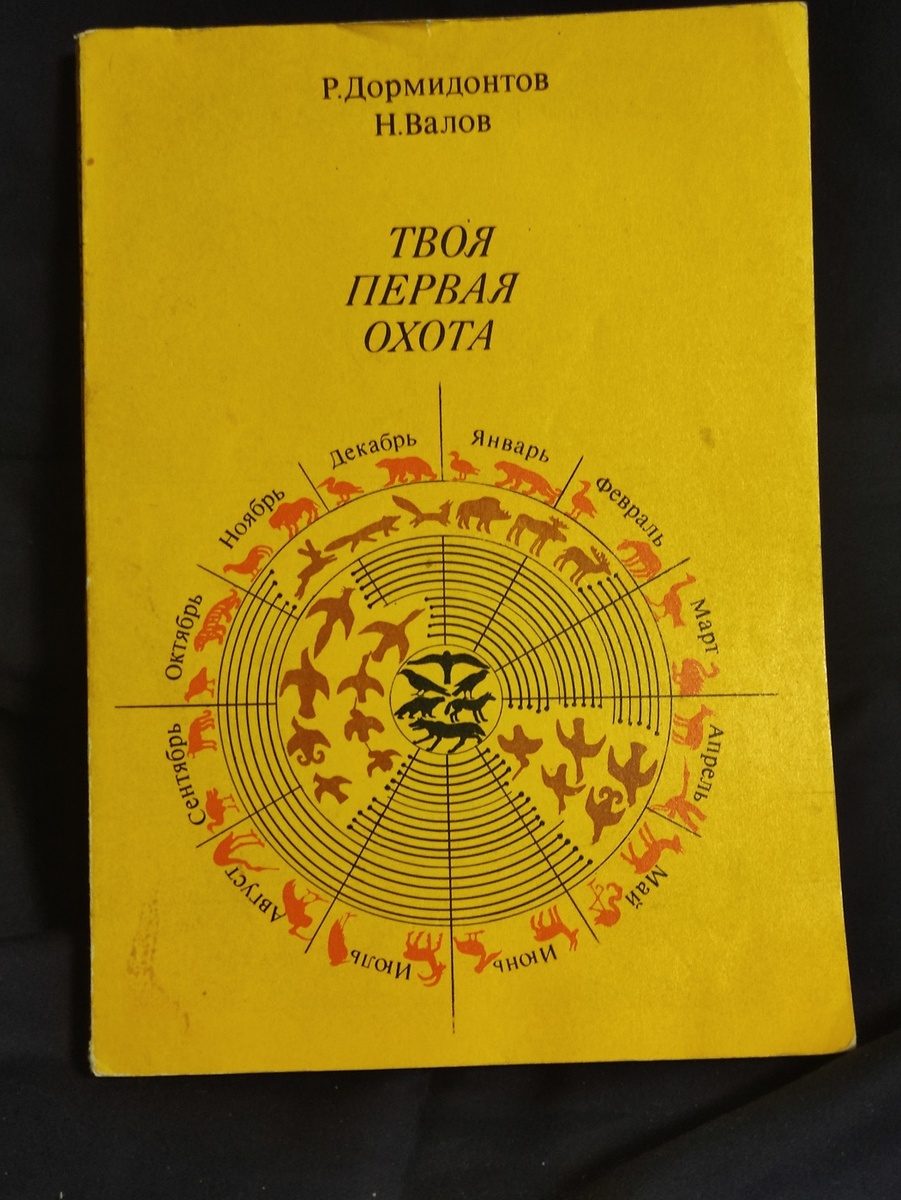 Р.Дормидонтов
Н.Валов
ТВОЯ
ПЕРВАЯ
ОХОТА
Январь
Февраль
Март
Апрель
Май
Июнь
Июль
Август
Сентябрь
Октябрь
Ноябрь
Декабрь